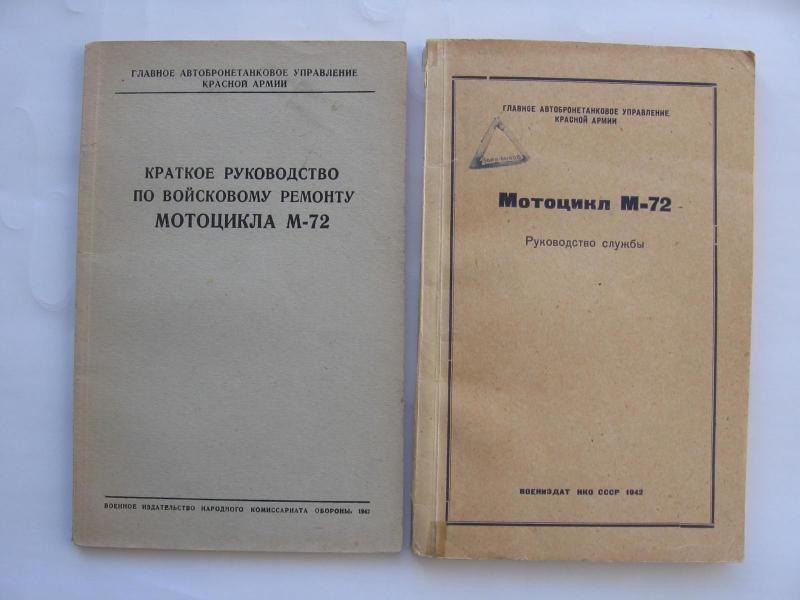 ГЛАВНОЕ АВТОБРОНЕТАНКОВОЕ УПРАВЛЕНИЕ
КРАСНОЙ АРМИИ
КРАТКОЕ РУКОВОДСТВО
ПО ВОЙСКОВОМУ РЕМОНТУ
МОТОЦИКЛА М-72
ВОЕННОЕ ИЗДАТЕЛЬСТВО НАРОДНОГО КОМИССАРИАТА ОБОРОНЫ.
ГЛАВНОЕ АВТОБРОНЕТАНКОВОЕ УПРАВЛЕНИЕ
КРАСНОЙ АРМИИ
Мотоцикл М-72
Руководство службы
ВОЕНИЗДАТ НКО СССР 1942